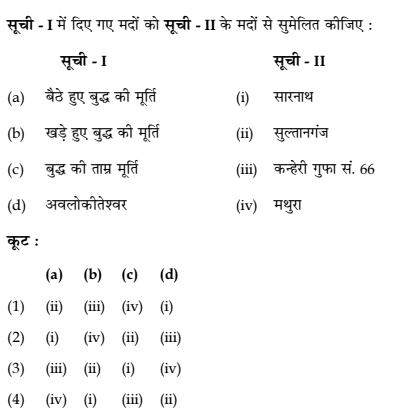 सूची - I में दिए गए मदों को सूची - II के मदों से सुमेलित कीजिए :
सूची - I सूची - II
(a) बैठे हुए बुद्ध की मूर्ति (i) सारनाथ
(b) खड़े हुए बुद्ध की मूर्ति (ii) सुल्तानगंज
(c) बुद्ध की ताम्र मूर्ति (iii) कन्हेरी गुफा सं. 66
(d) अवलोकीतेश्वर (iv) मथुरा
कूट :
(a) (b) (c) (d)
(1) (ii) (iii) (iv) (i)
(2) (i) (iv) (ii) (iii)
(3) (iii) (ii) (i) (iv)
(4) (iv) (i) (iii) (ii)